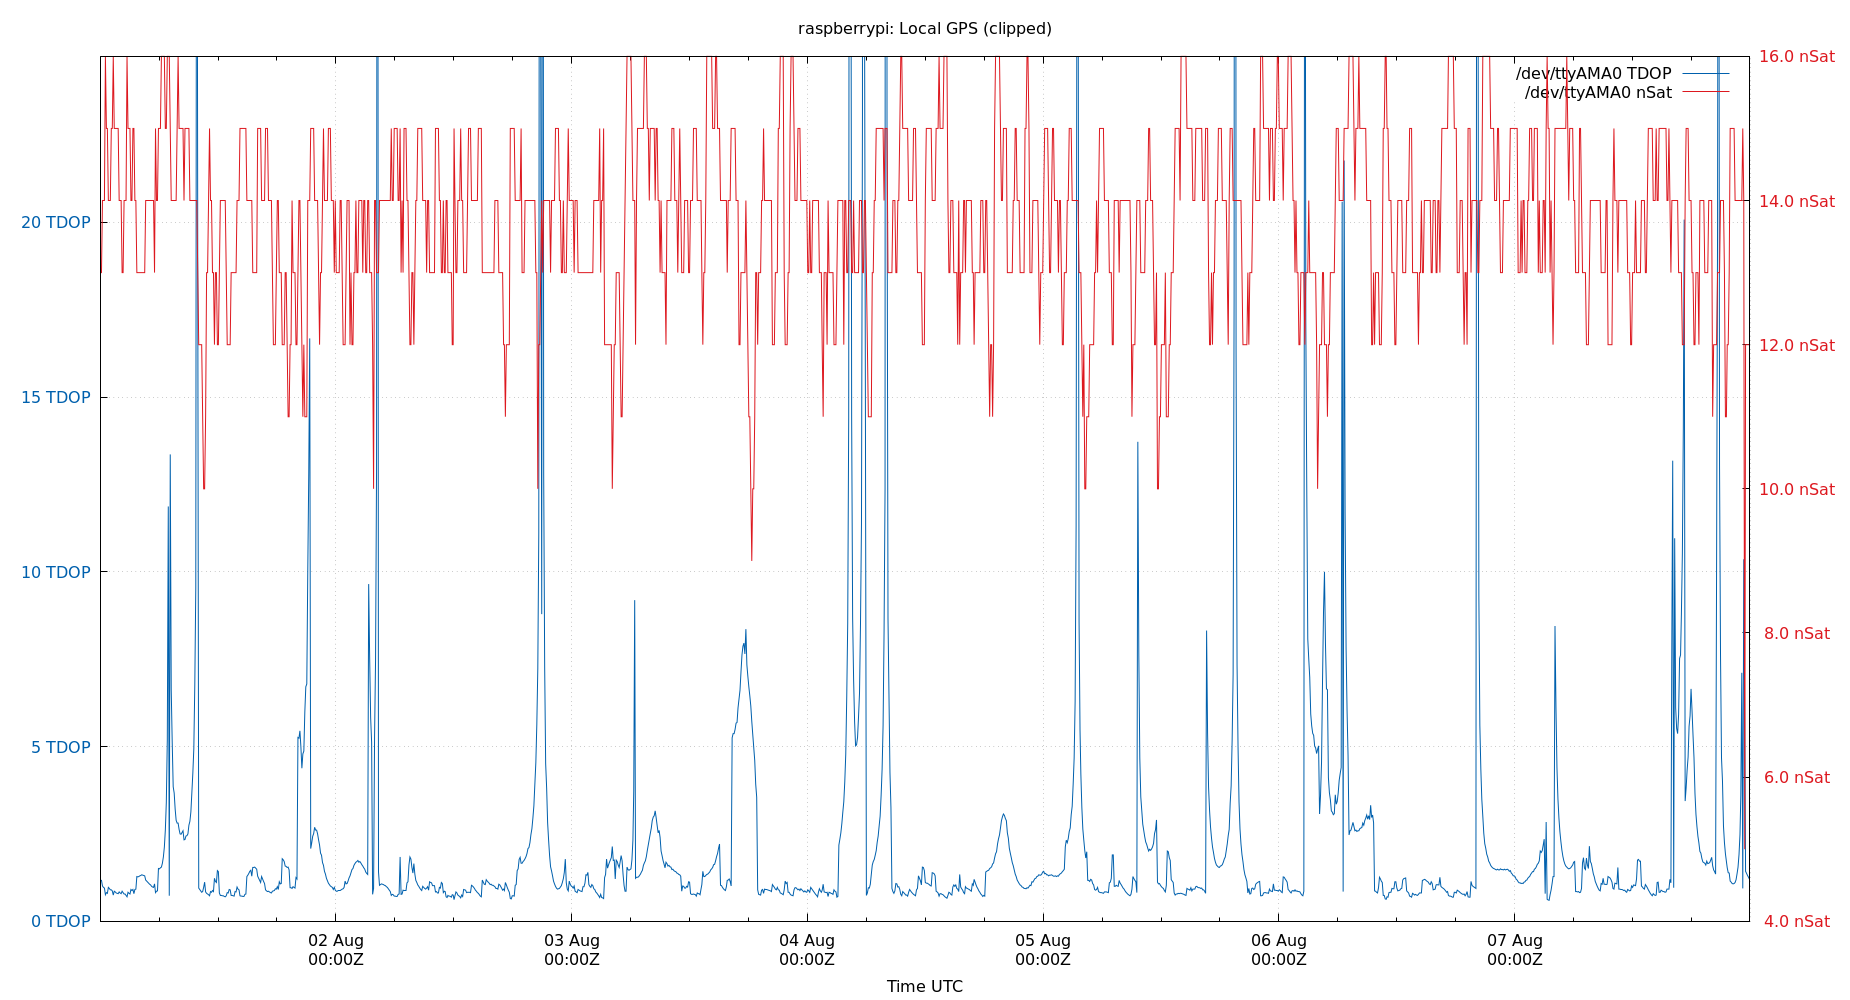 raspberrypi: Local GPS (clipped)
16.0 nSat
/dev/ttyAMA0 TDOP
/dev/ttyAMA0 nSat
14.0 nSat
20 TDOP
12.0 nSat
15 TDOP
10.0 nSat
10 TDOP
8.0 nSat
5 TDOP
6.0 nSat
0 TDOP
4.0 nSat
02 Aug
00:00Z
03 Aug
00:00Z
04 Aug
00:00Z
05 Aug
00:00Z
06 Aug
00:00Z
07 Aug
00:00Z
Time UTC